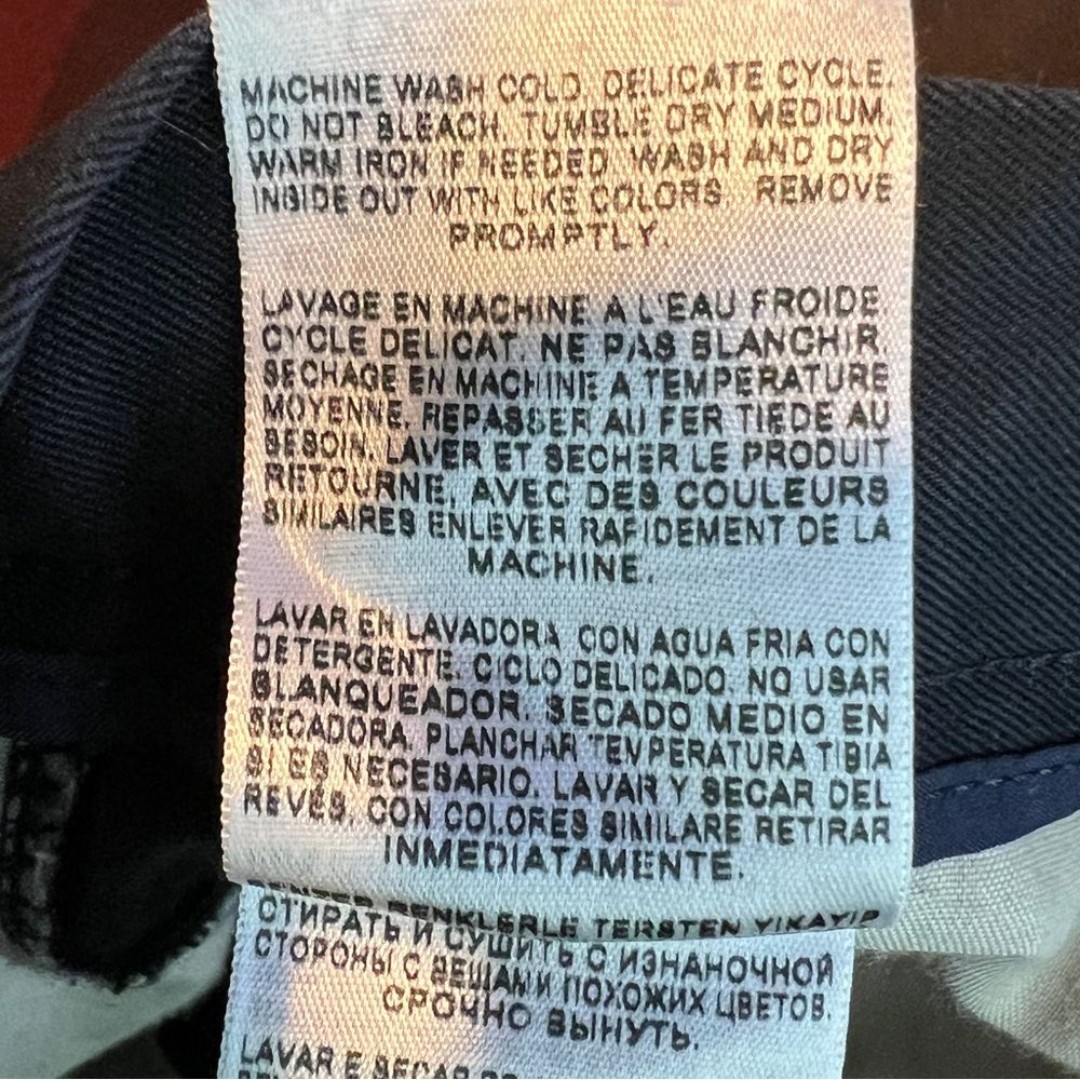 MACHINE WASH COLD. DELICATE CYCLE.
DO NOT BLEACH. TUMBLE DRY MEDIUM.
WARM IRON IF NEEDED. WASH AND DRY
INSIDE OUT WITH LIKE COLORS. REMOVE
PROMPTLY.
LAVAGE EN MACHINE A L'EAU FROIDE.
CYCLE DELICAT. NE PAS BLANCHIR.
SECHAGE EN MACHINE A TEMPERATURE
MOYENNE. REPASSER AU FER TIEDE AU
BESOIN. LAVER ET SECHER LE PRODUIT
RETOURNE, AVEC DES COULEURS
SIMILAIRES ENLEVER RAPIDEMENT DE LA
MACHINE.
LAVAR EN LAVADORA CON AGUA FRIA CON
DETERGENTE. CICLO DELICADO. NO USAR
BLANQUEADOR. SECADO MEDIO EN
SECADORA. PLANCHAR TEMPERATURA TIBIA
SI ES NECESARIO. LAVAR Y SECAR DEL
REVÉS, CON COLORES SIMILARE RETIRAR
INMEDIATAMENTE.
RENKLERLE TERSTEN YIKAYIP
СТИРАТЬ И СУШИТЬ С ИЗНАНОЧНОЙ
СТОРОНЫ С ВЕЩАМИ ПОХОЖИХ ЦВЕТОВ.
СРОЧНО ВЫНУТЬ.
LAVAR E SECAR